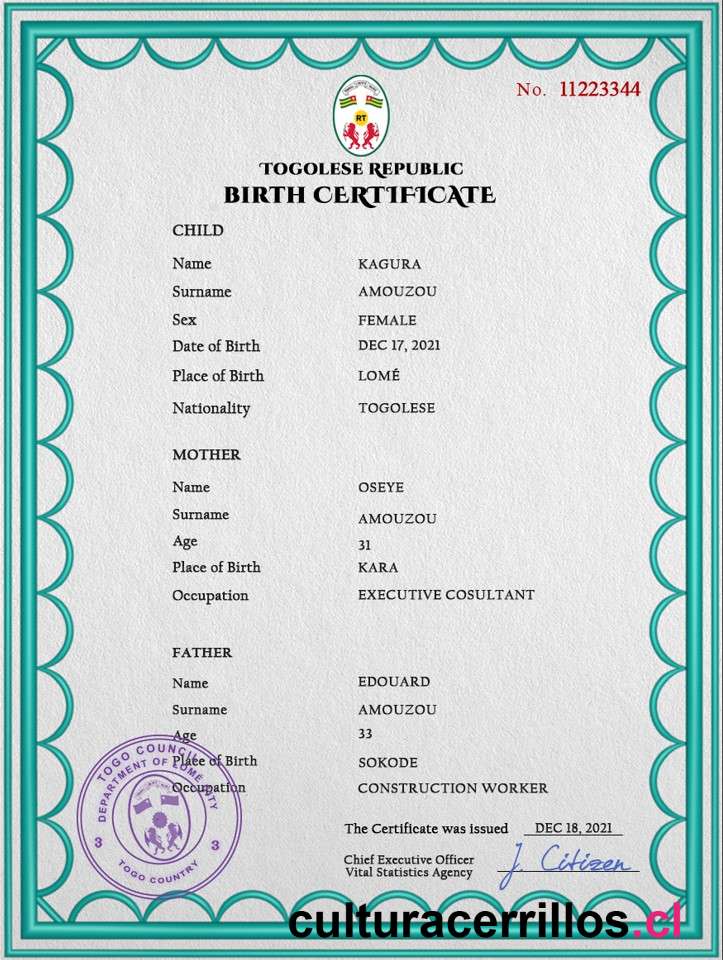 No. 11223344
RT
TOGOLESE REPUBLIC
BIRTH CERTIFICATE
CHILD
Name KAGURA
Surname AMOUZOU
Sex FEMALE
Date of Birth DEC 17, 2021
Place of Birth LOMÉ
Nationality TOGOLESE
MOTHER
Name OSEYE
Surname AMOUZOU
Age 31
Place of Birth KARA
Occupation EXECUTIVE COSULTANT
FATHER
Name EDOUARD
Surname AMOUZOU
Age 33
Place of Birth SOKODE
Occupation CONSTRUCTION WORKER
TOGO COUNCIL
DEPARTMENT OF LOMÉ CITY
3 3
TOGO COUNTRY
The Certificate was issued DEC 18, 2021
Chief Executive Officer
Vital Statistics Agency
J. Citizen
culturacerrillos.cl